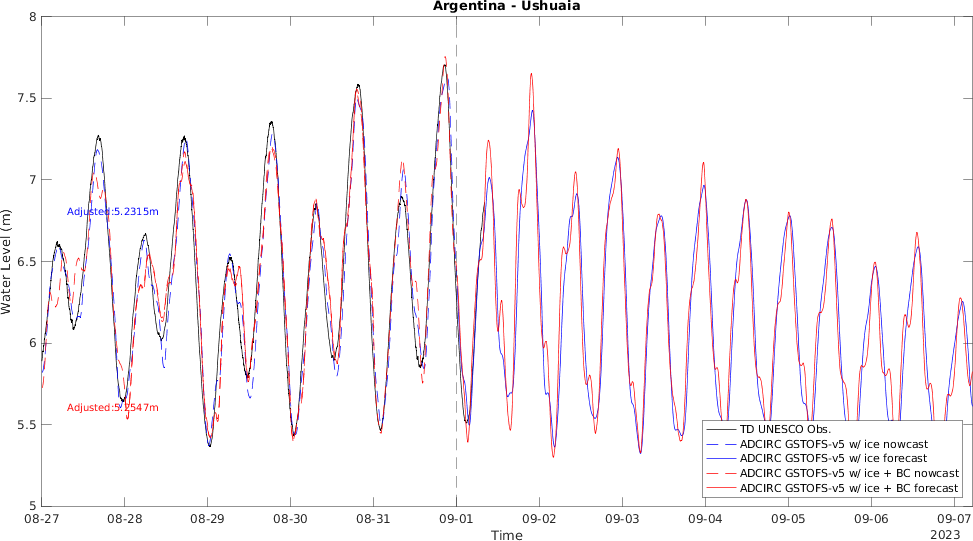 Argentina - Ushuaia
8
7.5
7
6.5
6
5.5
5
Water Level (m)
Adjusted:5.2315m
Adjusted:5.2547m
TD UNESCO Obs.
ADCIRC GSTOFS-v5 w/ ice nowcast
ADCIRC GSTOFS-v5 w/ ice forecast
ADCIRC GSTOFS-v5 w/ ice + BC nowcast
ADCIRC GSTOFS-v5 w/ ice + BC forecast
08-27 08-28 08-29 08-30 08-31 09-01 09-02 09-03 09-04 09-05 09-06 09-07
Time
2023